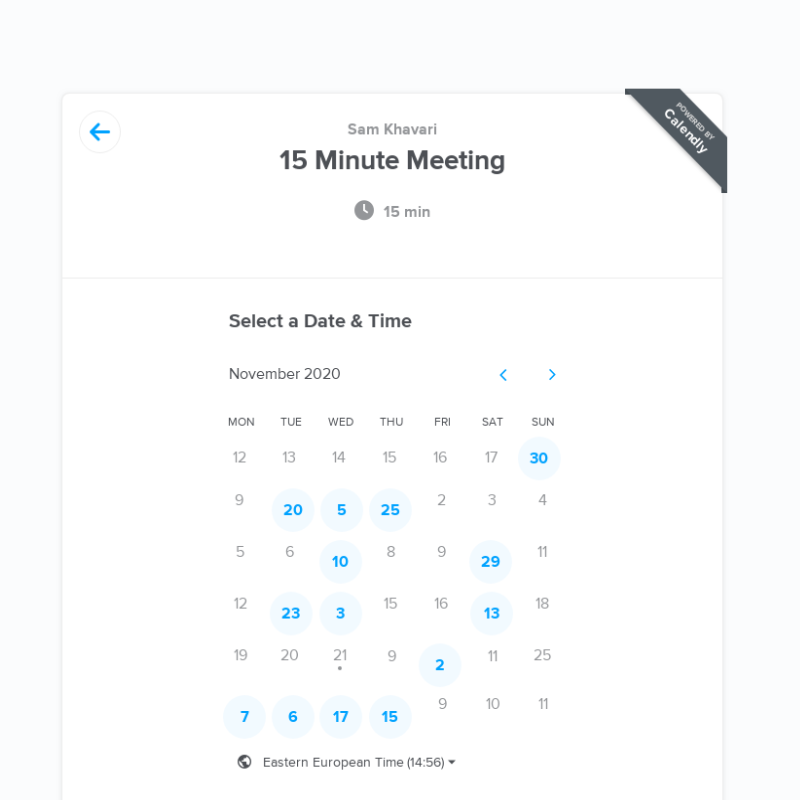 POWERED BY
Calendly
Sam Khavari
15 Minute Meeting
15 min
Select a Date & Time
November 2020
MON TUE WED THU FRI SAT SUN
12 13 14 15 16 17 30
9 20 5 25 2 3 4
5 6 10 8 9 29 11
12 23 3 15 16 13 18
19 20 21 9 2 11 25
7 6 17 15 9 10 11
Eastern European Time (14:56)